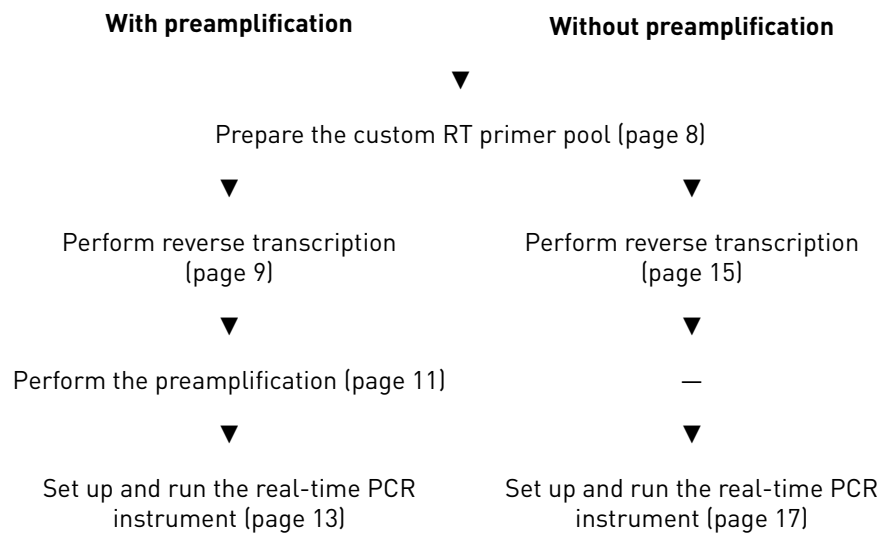 With preamplification Without preamplification
▼
Prepare the custom RT primer pool (page 8)
▼ ▼
Perform reverse transcription Perform reverse transcription
(page 9) (page 15)
▼ ▼
Perform the preamplification (page 11) —
▼ ▼
Set up and run the real-time PCR Set up and run the real-time PCR
instrument (page 13) instrument (page 17)